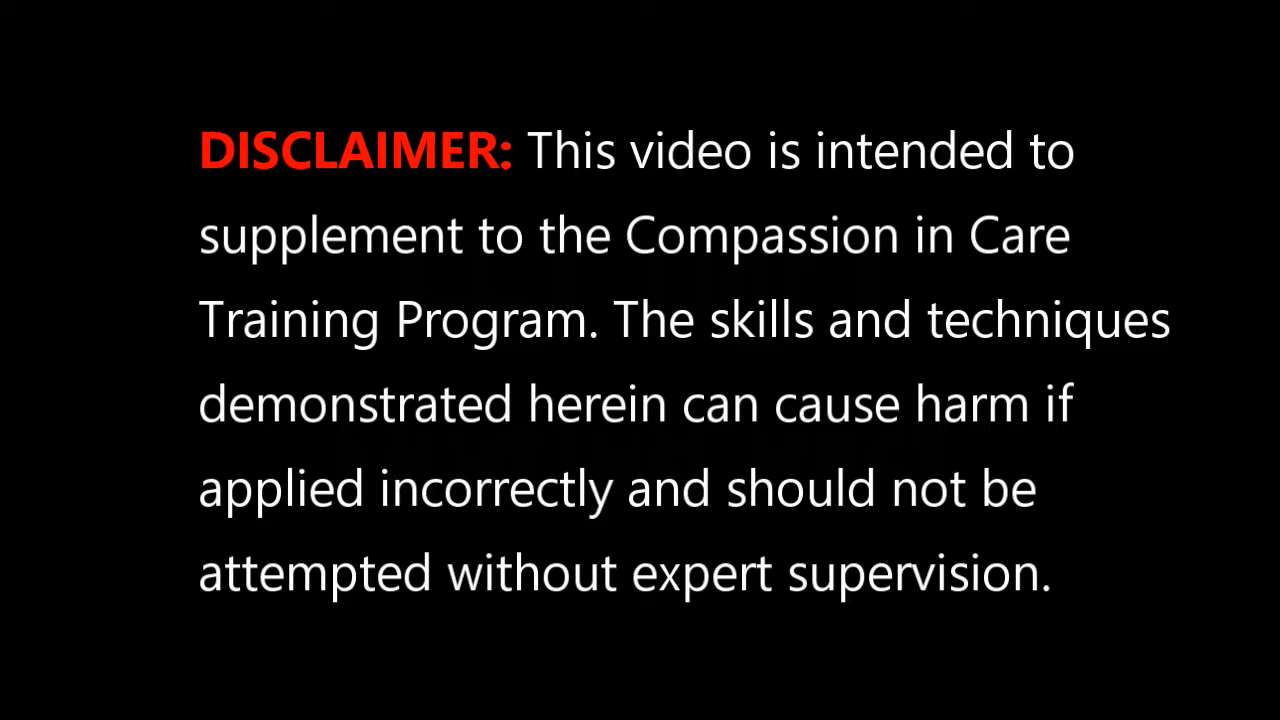 DISCLAIMER: This video is intended to
supplement to the Compassion in Care
Training Program. The skills and techniques
demonstrated herein can cause harm if
applied incorrectly and should not be
attempted without expert supervision.